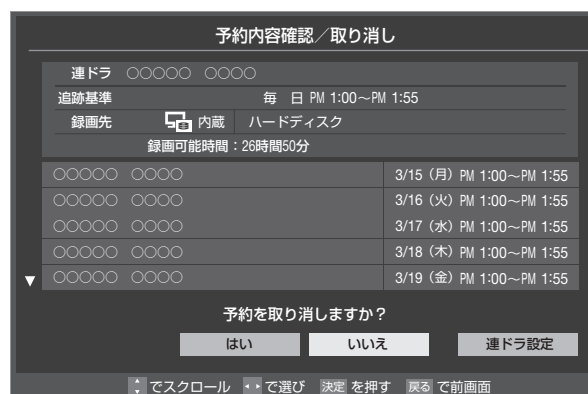 予約内容確認／取り消し
連ドラ ○○○○○ ○○○○
追跡基準 毎 日 PM 1:00～PM 1:55
録画先 内蔵 ハードディスク
録画可能時間：26時間50分
○○○○○ ○○○○ 3/15（月）PM 1:00～PM 1:55
○○○○○ ○○○○ 3/16（火）PM 1:00～PM 1:55
○○○○○ ○○○○ 3/17（水）PM 1:00～PM 1:55
○○○○○ ○○○○ 3/18（木）PM 1:00～PM 1:55
▼ ○○○○○ ○○○○ 3/19（金）PM 1:00～PM 1:55
予約を取り消しますか？
はい いいえ 連ドラ設定
でスクロール で選び 決定 を押す 戻る で前画面